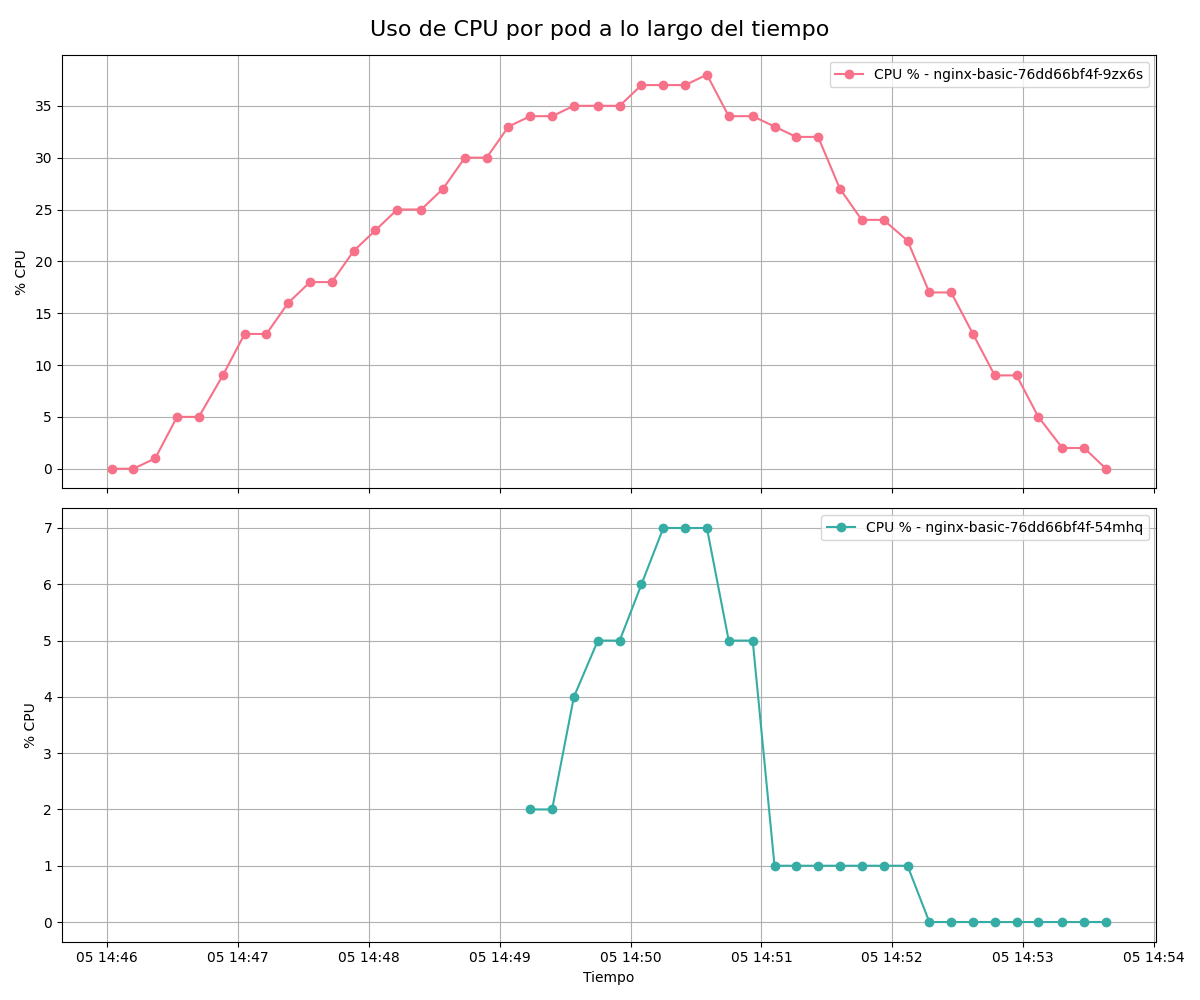 Uso de CPU por pod a lo largo del tiempo
CPU % - nginx-basic-76dd66bf4f-9zx6s
35
30
25
20
15
10
5
0
% CPU
CPU % - nginx-basic-76dd66bf4f-54mhq
7
6
5
4
3
2
1
0
% CPU
05 14:46 05 14:47 05 14:48 05 14:49 05 14:50 05 14:51 05 14:52 05 14:53 05 14:54
Tiempo